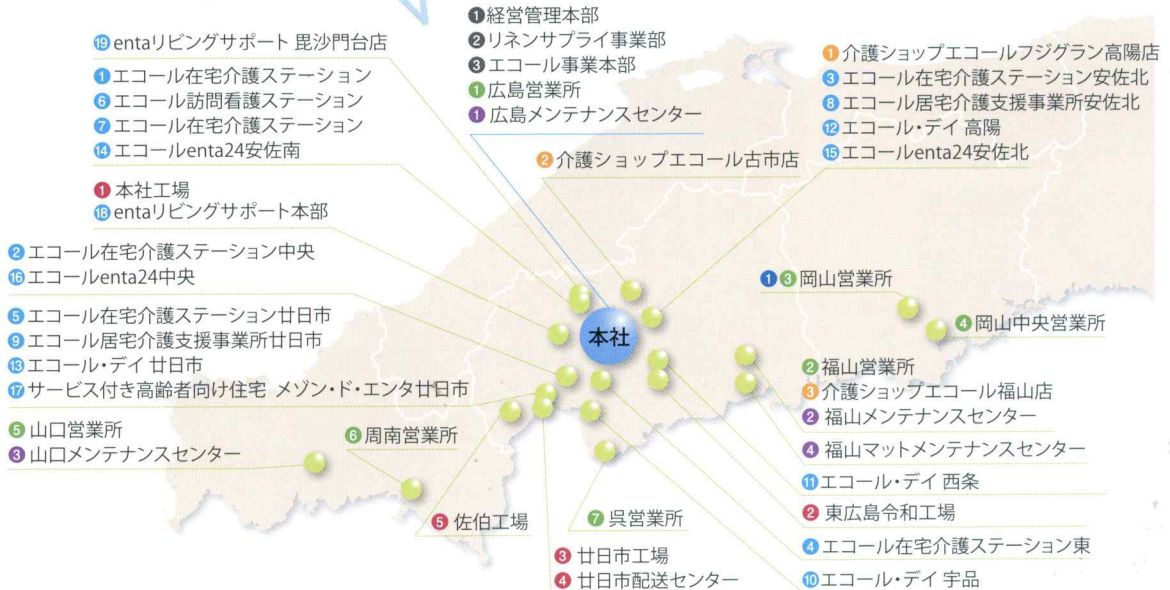 ⑲entaリビングサポート 毘沙門台店
①エコール在宅介護ステーション
⑥エコール訪問看護ステーション
⑦エコール在宅介護ステーション
⑭エコールenta24安佐南
①本社工場
⑱entaリビングサポート本部
②エコール在宅介護ステーション中央
⑯エコールenta24中央
⑤エコール在宅介護ステーション廿日市
⑨エコール居宅介護支援事業所廿日市
⑬エコール・デイ 廿日市
⑰サービス付き高齢者向け住宅 メゾン・ド・エンタ廿日市
⑤山口営業所
③山口メンテナンスセンター
⑥周南営業所
①経営管理本部
②リネンサプライ事業部
③エコール事業本部
①広島営業所
①広島メンテナンスセンター
②介護ショップエコール古市店
本社
①介護ショップエコールフジグラン高陽店
③エコール在宅介護ステーション安佐北
⑧エコール居宅介護支援事業所安佐北
⑫エコール・デイ 高陽
⑮エコールenta24安佐北
①③岡山営業所
④岡山中央営業所
②福山営業所
③介護ショップエコール福山店
②福山メンテナンスセンター
④福山マットメンテナンスセンター
⑪エコール・デイ 西条
②東広島令和工場
④エコール在宅介護ステーション東
⑩エコール・デイ 宇品
⑤佐伯工場
⑦呉営業所
③廿日市工場
④廿日市配送センター